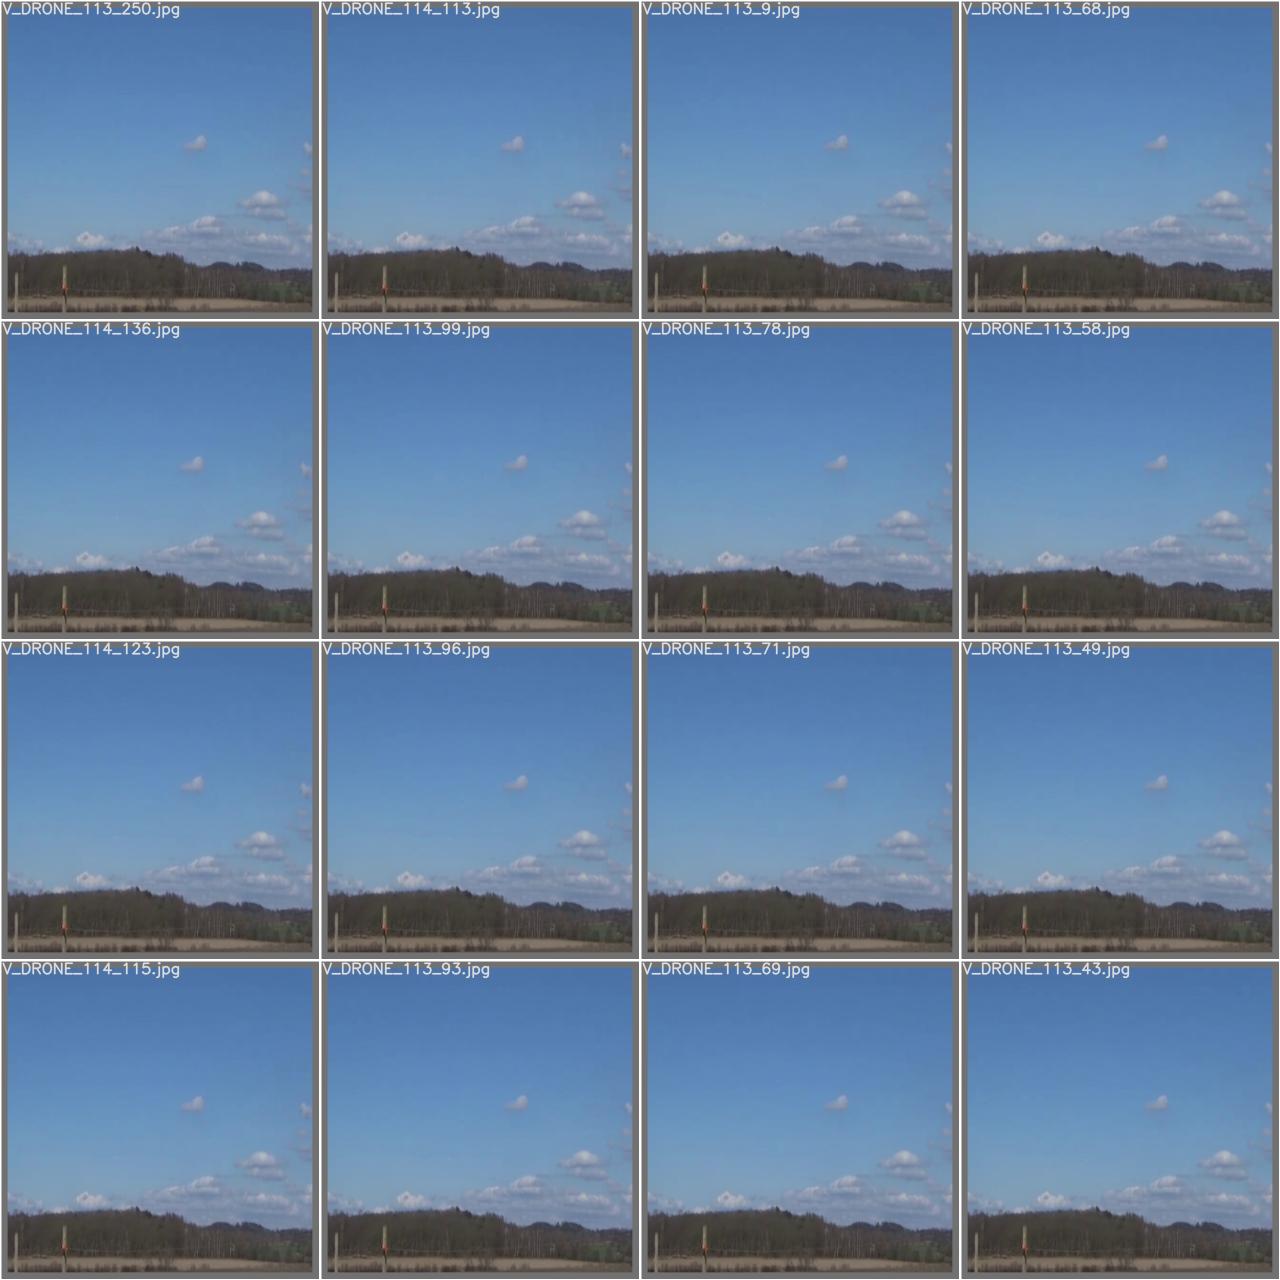 V_DRONE_113_250.jpg
V_DRONE_114_113.jpg
V_DRONE_113_9.jpg
V_DRONE_113_68.jpg
V_DRONE_114_136.jpg
V_DRONE_113_99.jpg
V_DRONE_113_78.jpg
V_DRONE_113_58.jpg
V_DRONE_114_123.jpg
V_DRONE_113_96.jpg
V_DRONE_113_71.jpg
V_DRONE_113_49.jpg
V_DRONE_114_115.jpg
V_DRONE_113_93.jpg
V_DRONE_113_69.jpg
V_DRONE_113_43.jpg